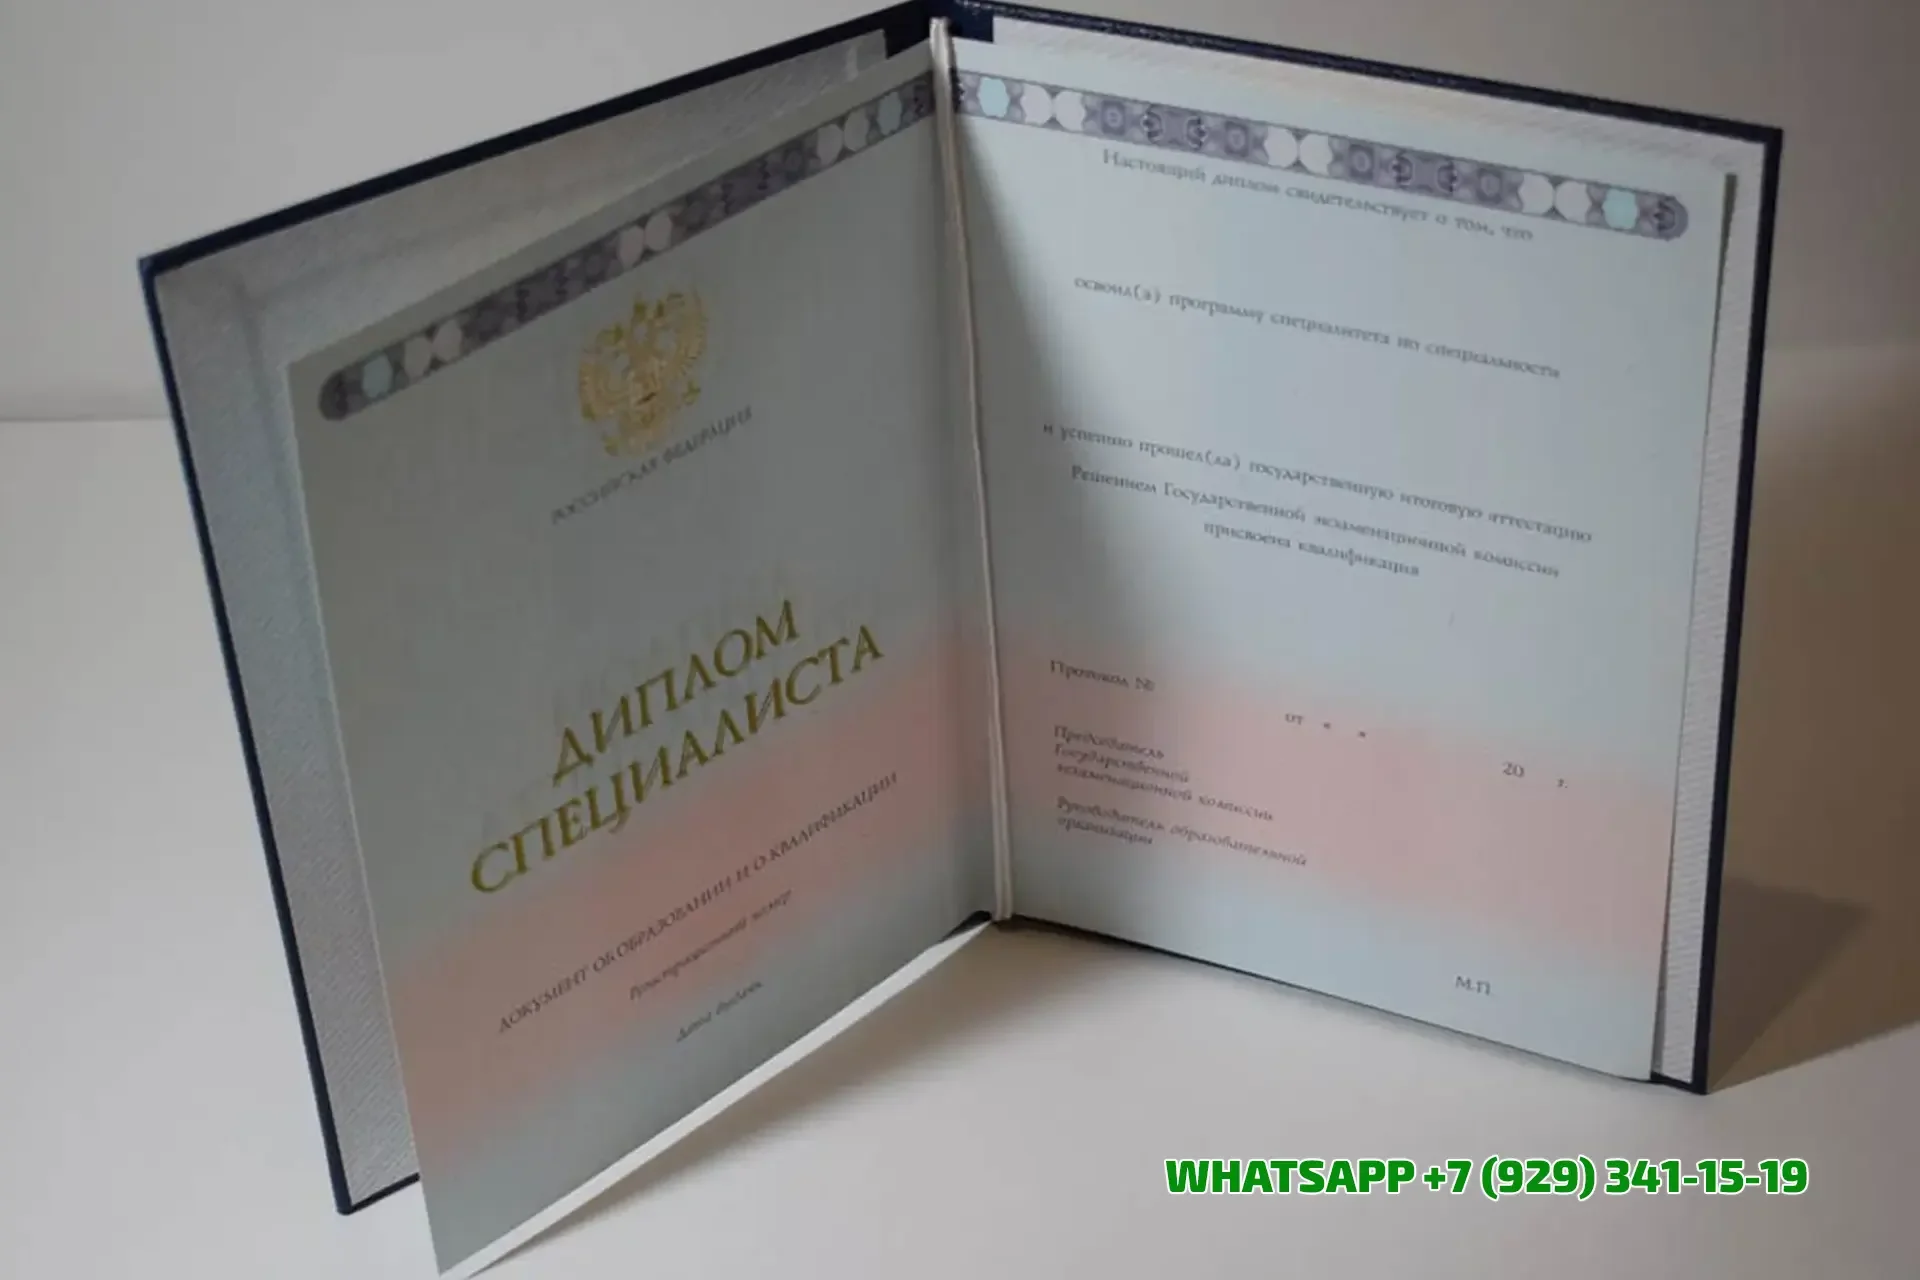 РОССИЙСКАЯ ФЕДЕРАЦИЯ
ДИПЛОМ
СПЕЦИАЛИСТА
ДОКУМЕНТ ОБ ОБРАЗОВАНИИ И О КВАЛИФИКАЦИИ
Регистрационный номер
Дата выдачи
Настоящий диплом свидетельствует о том, что
освоил(а) программу специалитета по специальности
и успешно прошел(ла) государственную итоговую аттестацию
Решением Государственной экзаменационной комиссии
присвоена квалификация
Протокол №
от « » 20 г.
Председатель
Государственной
экзаменационной комиссии
Руководитель образовательной
организации
М.П.
WHATSAPP +7 (929) 341-15-19